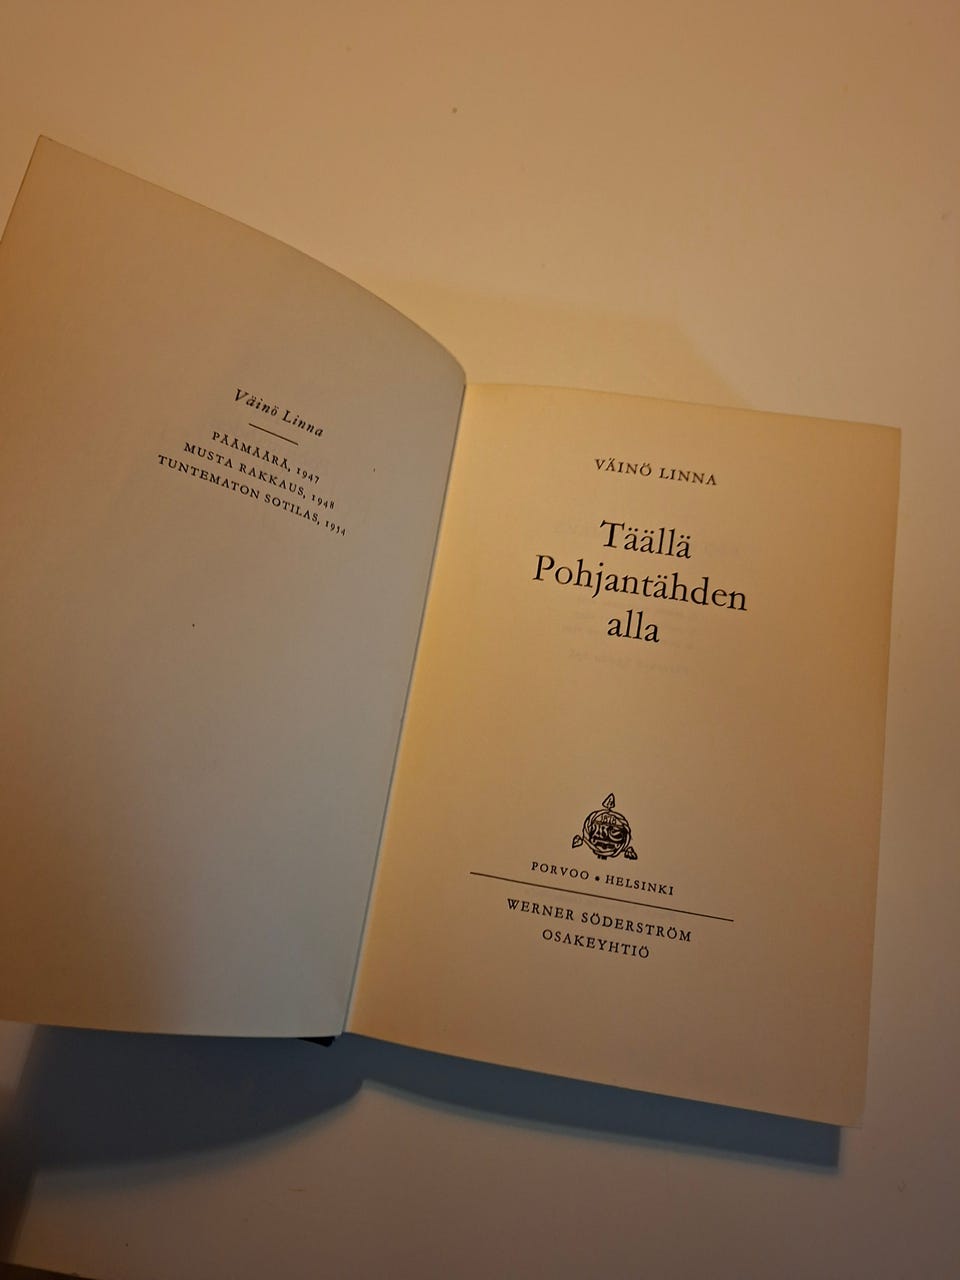 Väinö Linna
PÄÄMÄÄRÄ, 1947
MUSTA RAKKAUS, 1948
TUNTEMATON SOTILAS, 1954
VÄINÖ LINNA
Täällä
Pohjantähden
alla
PORVOO • HELSINKI
WERNER SÖDERSTRÖM
OSAKEYHTIÖ